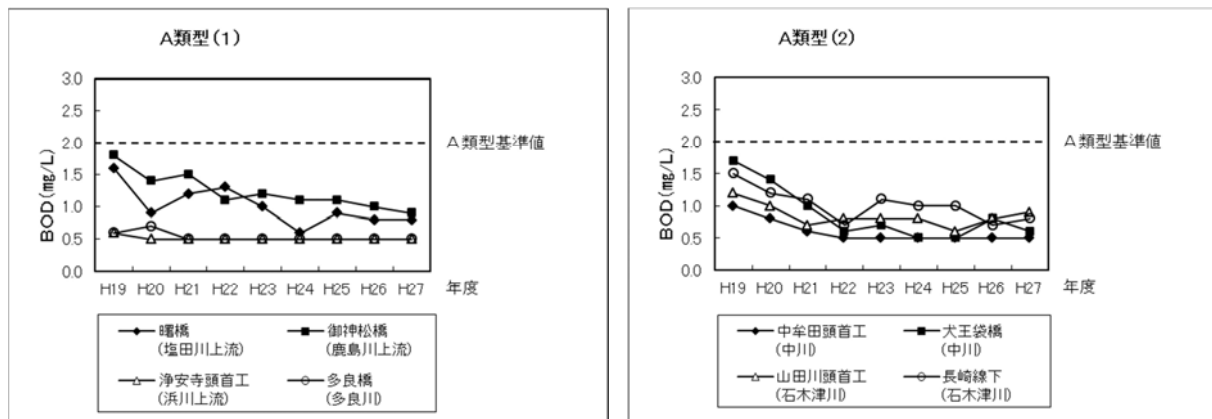 A類型(1)
BOD(mg/L)
3.0
2.5
2.0
1.5
1.0
0.5
0.0
A類型基準値
H19 H20 H21 H22 H23 H24 H25 H26 H27
年度
曙橋
(塩田川上流)
御神松橋
(鹿島川上流)
浄安寺頭首工
(浜川上流)
多良橋
(多良川)
A類型(2)
BOD(mg/L)
3.0
2.5
2.0
1.5
1.0
0.5
0.0
A類型基準値
H19 H20 H21 H22 H23 H24 H25 H26 H27
年度
中牟田頭首工
(中川)
犬王袋橋
(中川)
山田川頭首工
(石木津川)
長崎線下
(石木津川)